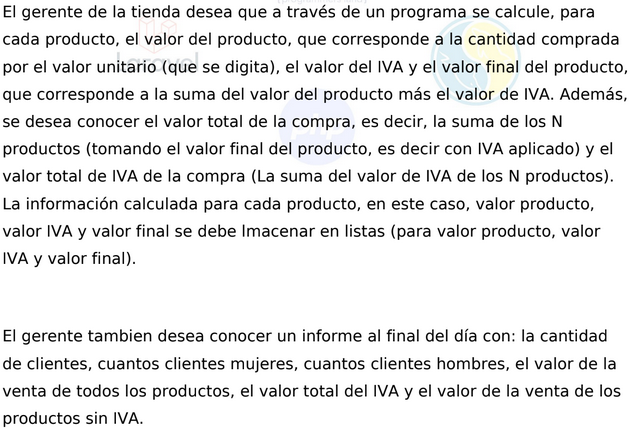 El gerente de la tienda desea que a través de un programa se calcule, para
cada producto, el valor del producto, que corresponde a la cantidad comprada
por el valor unitario (que se digita), el valor del IVA y el valor final del producto,
que corresponde a la suma del valor del producto más el valor de IVA. Además,
se desea conocer el valor total de la compra, es decir, la suma de los N
productos (tomando el valor final del producto, es decir con IVA aplicado) y el
valor total de IVA de la compra (La suma del valor de IVA de los N productos).
La información calculada para cada producto, en este caso, valor producto,
valor IVA y valor final se debe lmacenar en listas (para valor producto, valor
IVA y valor final).
El gerente tambien desea conocer un informe al final del día con: la cantidad
de clientes, cuantos clientes mujeres, cuantos clientes hombres, el valor de la
venta de todos los productos, el valor total del IVA y el valor de la venta de los
productos sin IVA.